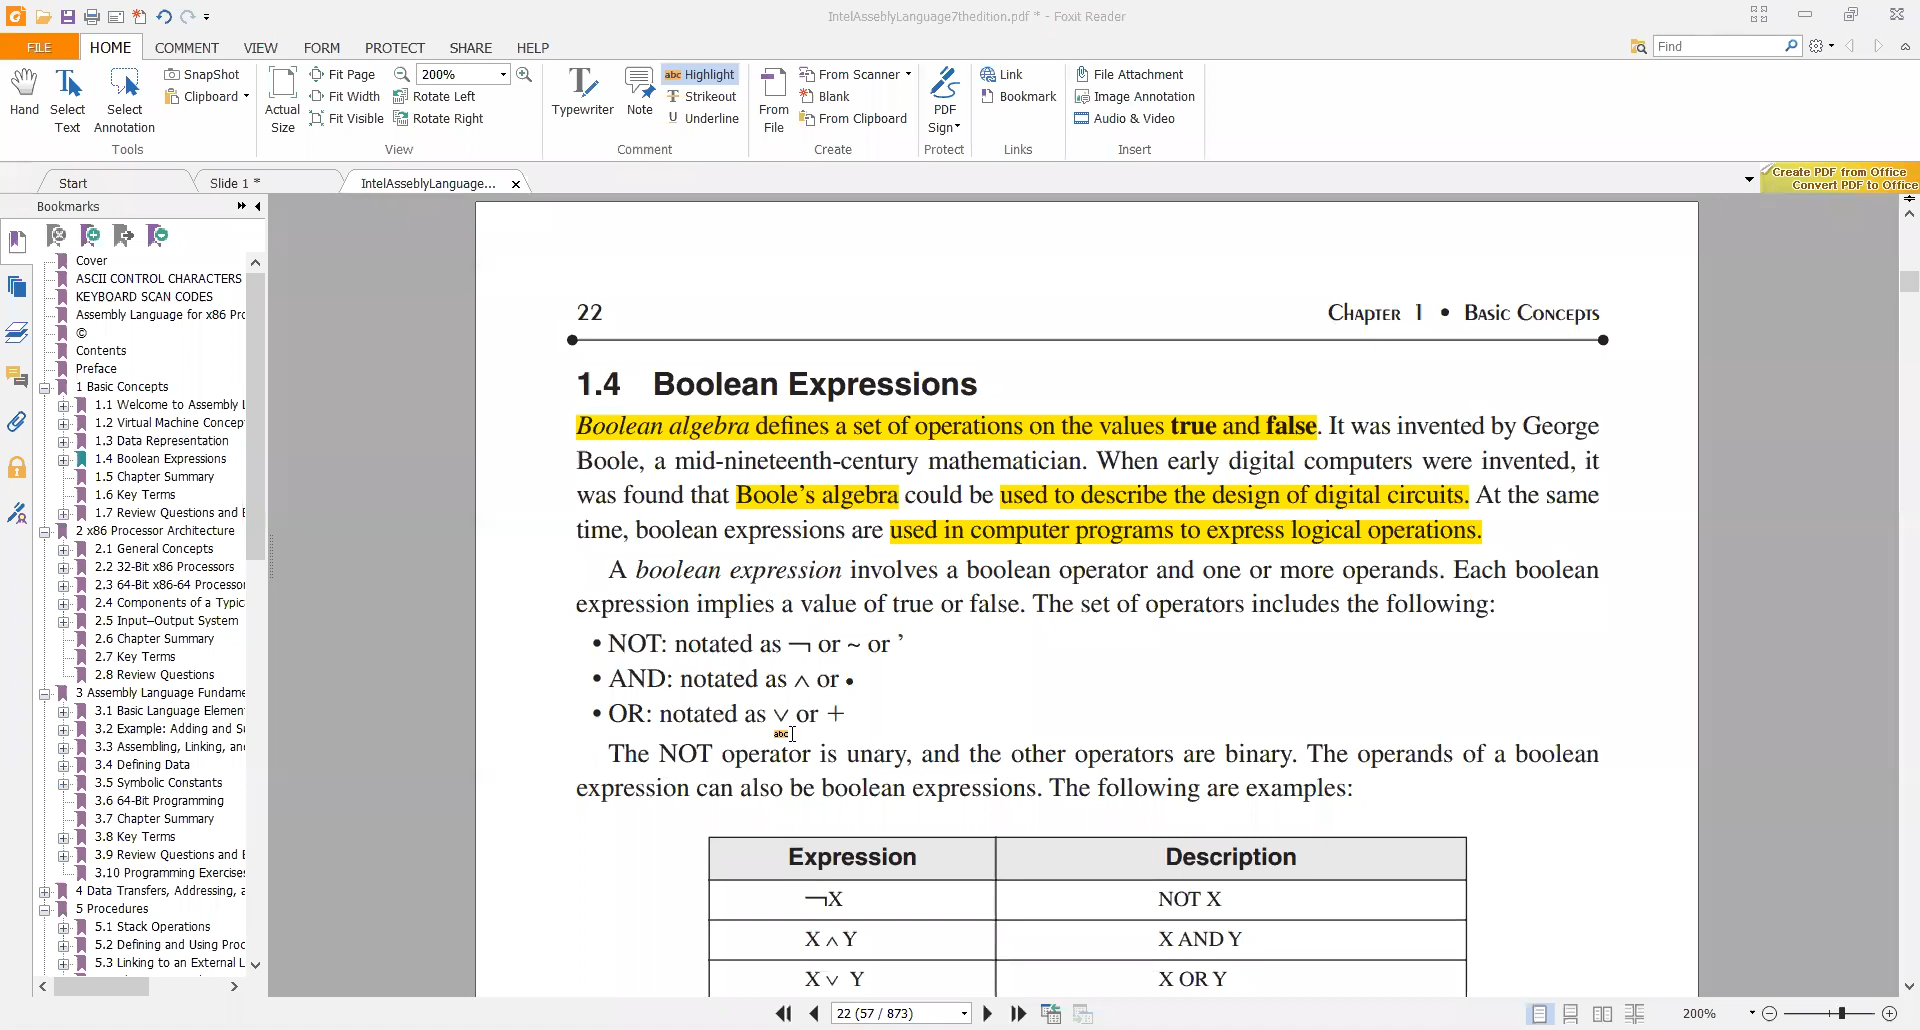 IntelAsseblyLanguage7thedition.pdf * - Foxit Reader
FILE HOME COMMENT VIEW FORM PROTECT SHARE HELP
Find
Hand
Select Text
Select Annotation
SnapShot
Clipboard
Tools
Actual Size
Fit Page
Fit Width
Fit Visible
200%
Rotate Left
Rotate Right
View
Typewriter
Note
abc Highlight
Strikeout
Underline
Comment
From File
From Scanner
Blank
From Clipboard
Create
PDF Sign
Protect
Link
Bookmark
Links
File Attachment
Image Annotation
Audio & Video
Insert
Start
Slide 1 *
IntelAsseblyLanguage...
Create PDF from Office
Convert PDF to Office
Bookmarks
Cover
ASCII CONTROL CHARACTERS
KEYBOARD SCAN CODES
Assembly Language for x86 Prc
©
Contents
Preface
1 Basic Concepts
1.1 Welcome to Assembly L
1.2 Virtual Machine Concep
1.3 Data Representation
1.4 Boolean Expressions
1.5 Chapter Summary
1.6 Key Terms
1.7 Review Questions and E
2 x86 Processor Architecture
2.1 General Concepts
2.2 32-Bit x86 Processors
2.3 64-Bit x86-64 Processor
2.4 Components of a Typic
2.5 Input–Output System
2.6 Chapter Summary
2.7 Key Terms
2.8 Review Questions
3 Assembly Language Fundame
3.1 Basic Language Elemen
3.2 Example: Adding and Su
3.3 Assembling, Linking, an
3.4 Defining Data
3.5 Symbolic Constants
3.6 64-Bit Programming
3.7 Chapter Summary
3.8 Key Terms
3.9 Review Questions and E
3.10 Programming Exercise
4 Data Transfers, Addressing, a
5 Procedures
5.1 Stack Operations
5.2 Defining and Using Proc
5.3 Linking to an External L
22 Chapter 1 • Basic Concepts
1.4 Boolean Expressions
Boolean algebra defines a set of operations on the values true and false. It was invented by George
Boole, a mid-nineteenth-century mathematician. When early digital computers were invented, it
was found that Boole’s algebra could be used to describe the design of digital circuits. At the same
time, boolean expressions are used in computer programs to express logical operations.
A boolean expression involves a boolean operator and one or more operands. Each boolean
expression implies a value of true or false. The set of operators includes the following:
• NOT: notated as ¬ or ~ or ’
• AND: notated as ∧ or •
• OR: notated as ∨ or +
abc
The NOT operator is unary, and the other operators are binary. The operands of a boolean
expression can also be boolean expressions. The following are examples:
Expression Description
¬X NOT X
X ∧ Y X AND Y
X ∨ Y X OR Y
22 (57 / 873)
200%